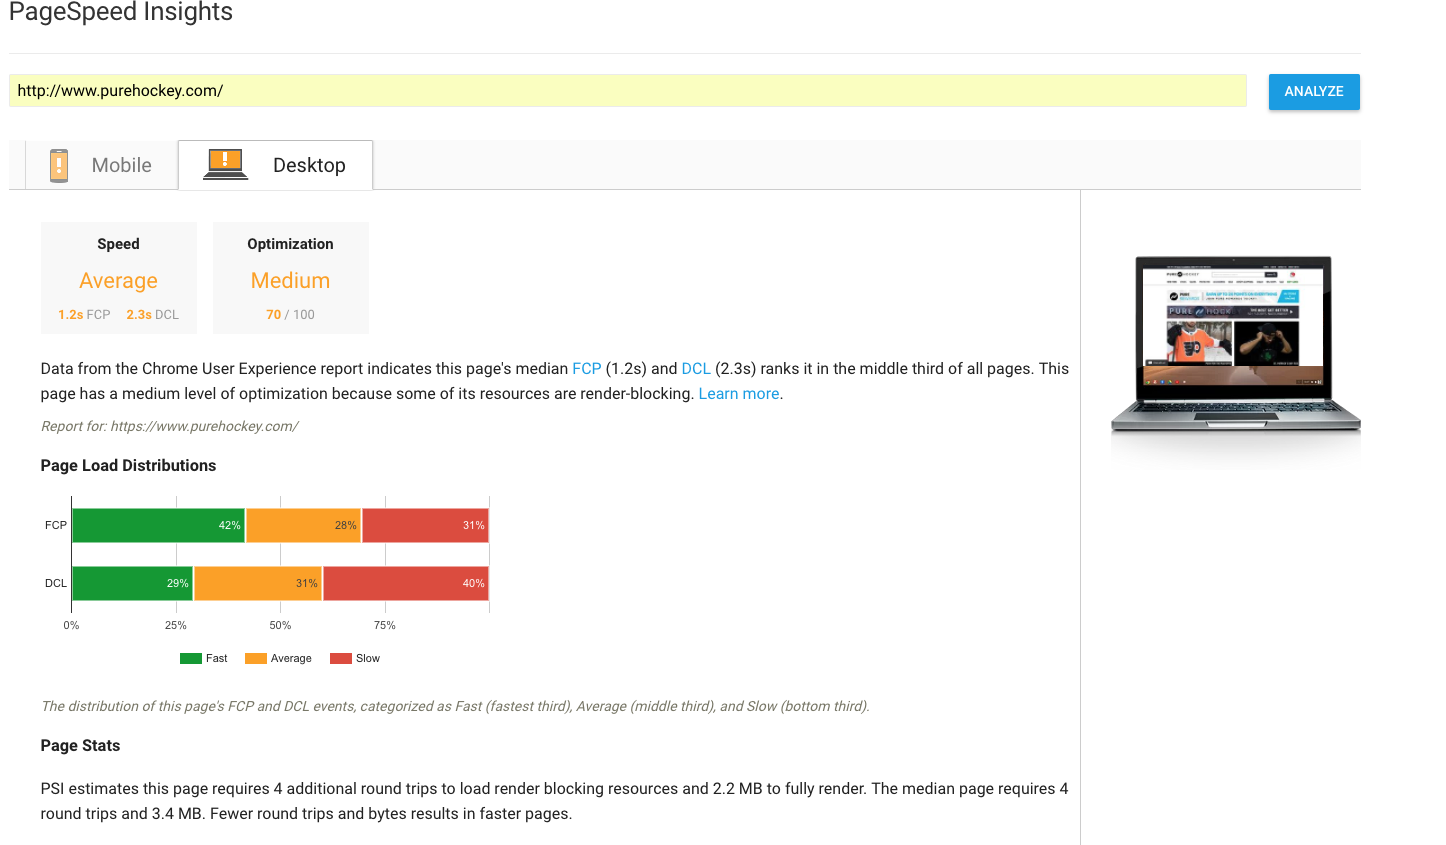 PageSpeed Insights
http://www.purehockey.com/
ANALYZE
Mobile
Desktop
Speed
Average
1.2s FCP 2.3s DCL
Optimization
Medium
70 / 100
Data from the Chrome User Experience report indicates this page's median FCP (1.2s) and DCL (2.3s) ranks it in the middle third of all pages. This
page has a medium level of optimization because some of its resources are render-blocking. Learn more.
Report for: https://www.purehockey.com/
Page Load Distributions
FCP 42% 28% 31%
DCL 29% 31% 40%
0% 25% 50% 75%
Fast Average Slow
The distribution of this page's FCP and DCL events, categorized as Fast (fastest third), Average (middle third), and Slow (bottom third).
Page Stats
PSI estimates this page requires 4 additional round trips to load render blocking resources and 2.2 MB to fully render. The median page requires 4
round trips and 3.4 MB. Fewer round trips and bytes results in faster pages.
PURE HOCKEY
PURE HOCK